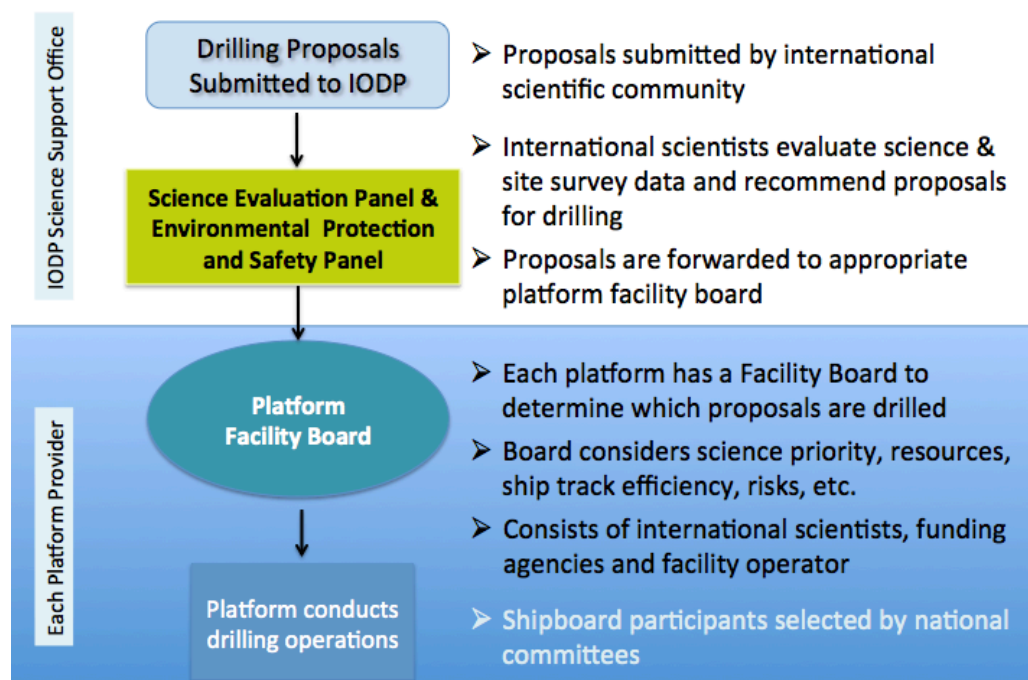 IODP Science Support Office
Drilling Proposals
Submitted to IODP
➢ Proposals submitted by international
scientific community
Science Evaluation Panel &
Environmental Protection
and Safety Panel
➢ International scientists evaluate science &
site survey data and recommend proposals
for drilling
➢ Proposals are forwarded to appropriate
platform facility board
Each Platform Provider
Platform
Facility Board
➢ Each platform has a Facility Board to
determine which proposals are drilled
➢ Board considers science priority, resources,
ship track efficiency, risks, etc.
➢ Consists of international scientists, funding
agencies and facility operator
Platform conducts
drilling operations
➢ Shipboard participants selected by national
committees